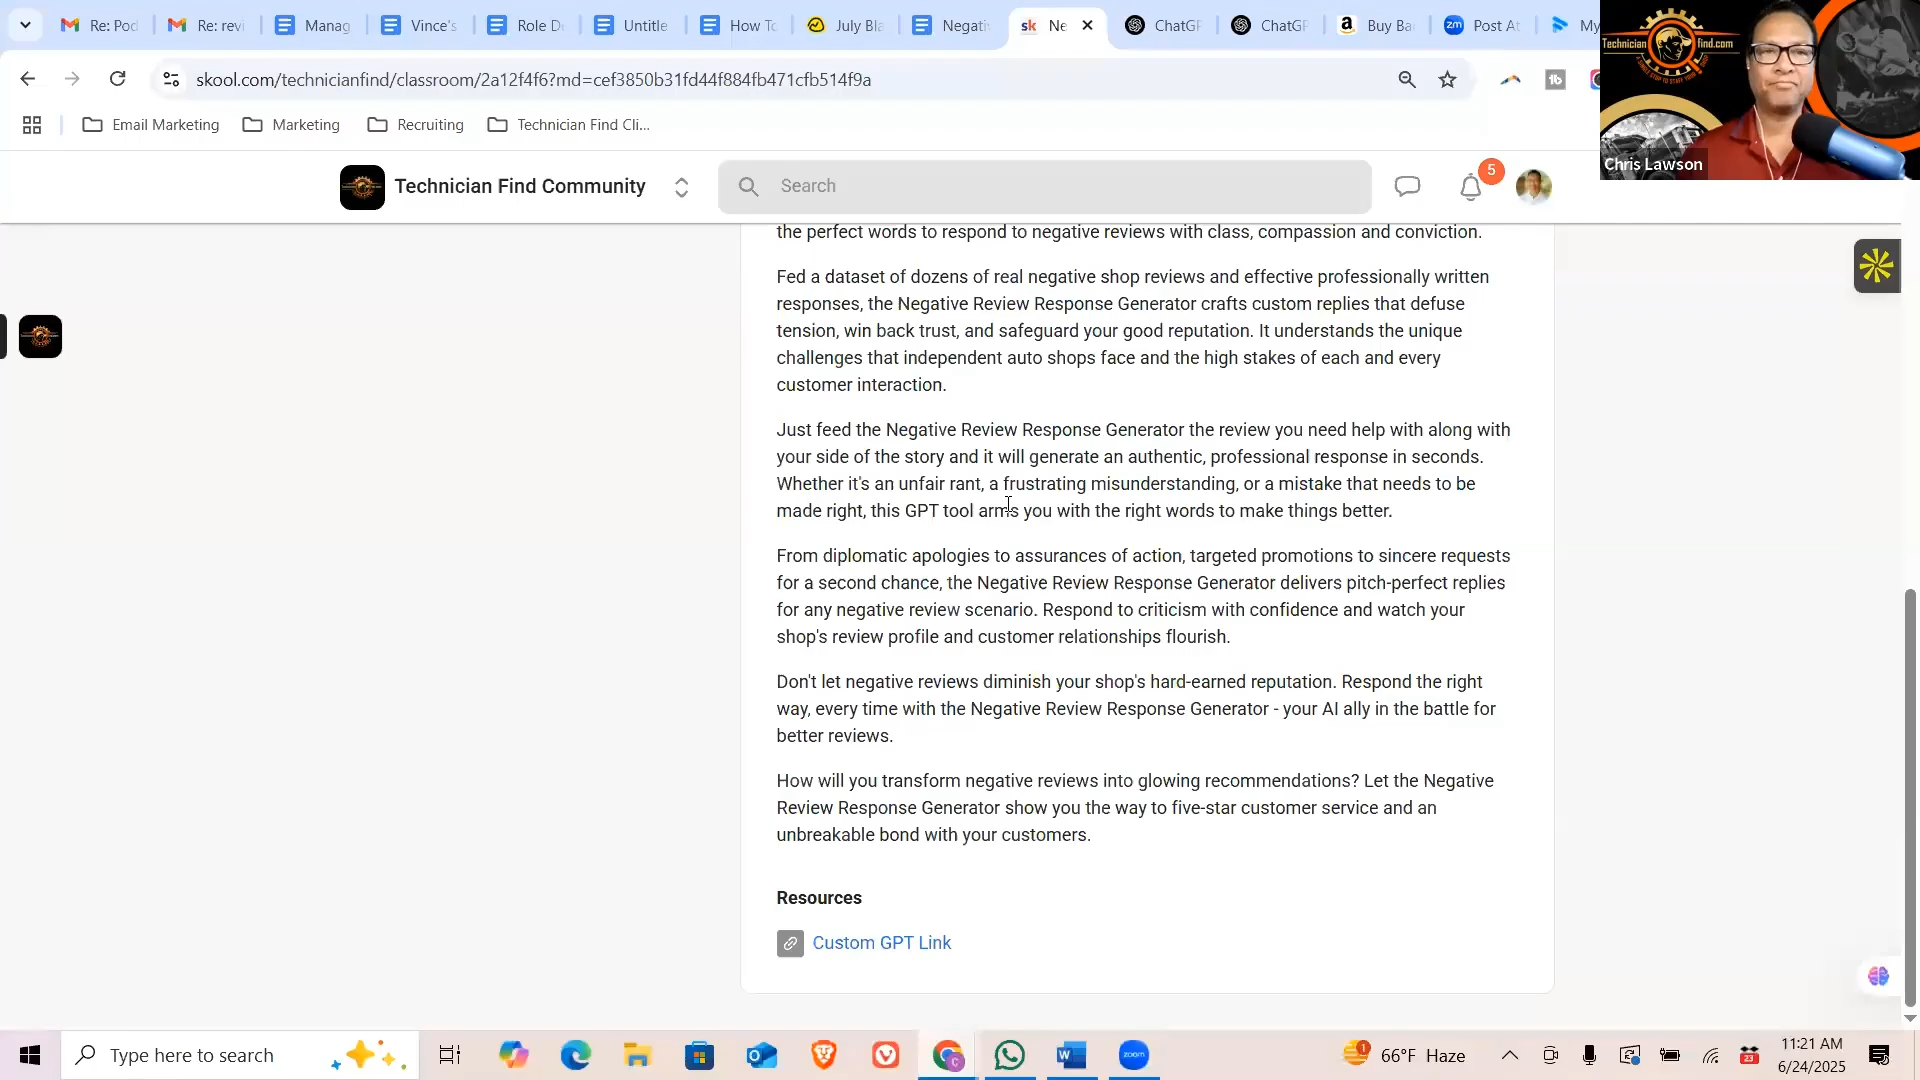 Re: Pod
Re: revi
Manag
Vince's
Role De
Untitle
How To
July Bla
Negati
sk
Ne
ChatGP
ChatGP
Buy Ba
zm
Post At
My
skool.com/technicianfind/classroom/2a12f4f6?md=cef3850b31fd44f884fb471cfb514f9a
Email Marketing
Marketing
Recruiting
Technician Find Cli...
Technician
find.com
Chris Lawson
Technician Find Community
Search
5
the perfect words to respond to negative reviews with class, compassion and conviction.
Fed a dataset of dozens of real negative shop reviews and effective professionally written
responses, the Negative Review Response Generator crafts custom replies that defuse
tension, win back trust, and safeguard your good reputation. It understands the unique
challenges that independent auto shops face and the high stakes of each and every
customer interaction.
Just feed the Negative Review Response Generator the review you need help with along with
your side of the story and it will generate an authentic, professional response in seconds.
Whether it's an unfair rant, a frustrating misunderstanding, or a mistake that needs to be
made right, this GPT tool arms you with the right words to make things better.
From diplomatic apologies to assurances of action, targeted promotions to sincere requests
for a second chance, the Negative Review Response Generator delivers pitch-perfect replies
for any negative review scenario. Respond to criticism with confidence and watch your
shop's review profile and customer relationships flourish.
Don't let negative reviews diminish your shop's hard-earned reputation. Respond the right
way, every time with the Negative Review Response Generator - your AI ally in the battle for
better reviews.
How will you transform negative reviews into glowing recommendations? Let the Negative
Review Response Generator show you the way to five-star customer service and an
unbreakable bond with your customers.
Resources
Custom GPT Link
Type here to search
zoom
1
66°F Haze
23
11:21 AM
6/24/2025